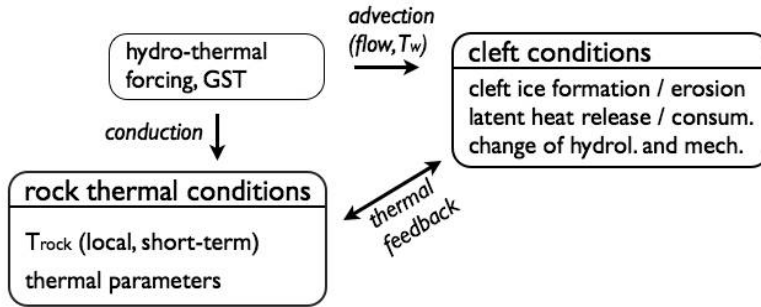 advection
(flow,Tw)
hydro-thermal
forcing, GST
cleft conditions
cleft ice formation / erosion
latent heat release / consum.
change of hydrol. and mech.
conduction
rock thermal conditions
Trock (local, short-term)
thermal parameters
thermal
feedback